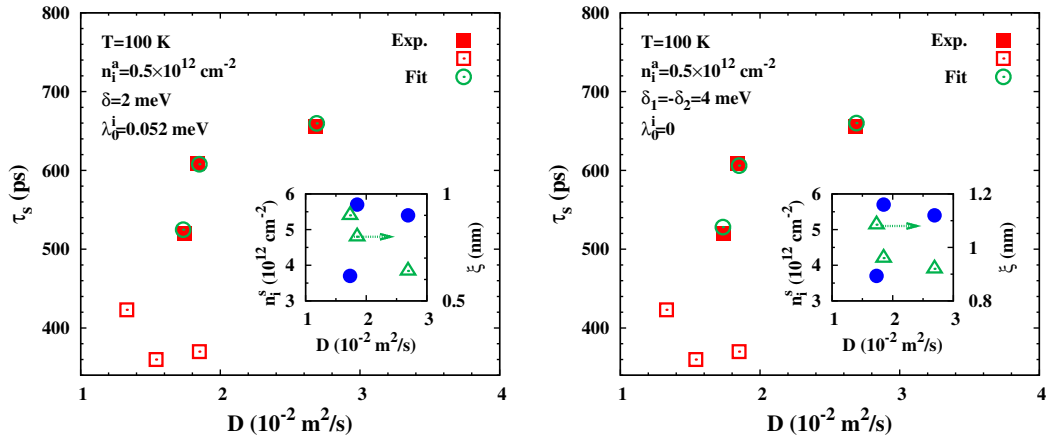 800
700
600
500
400
τs (ps)
T=100 K
n_i^a=0.5×10^12 cm^-2
δ=2 meV
λ_0^i=0.052 meV
Exp.
Fit
6
5
4
3
n_i^s (10^12 cm^-2)
1
0.5
ξ (nm)
1 2 3
D (10^-2 m^2/s)
1 2 3 4
D (10^-2 m^2/s)
800
700
600
500
400
τs (ps)
T=100 K
n_i^a=0.5×10^12 cm^-2
δ1=-δ2=4 meV
λ_0^i=0
Exp.
Fit
6
5
4
3
n_i^s (10^12 cm^-2)
1.2
1
0.8
ξ (nm)
1 2 3
D (10^-2 m^2/s)
1 2 3 4
D (10^-2 m^2/s)